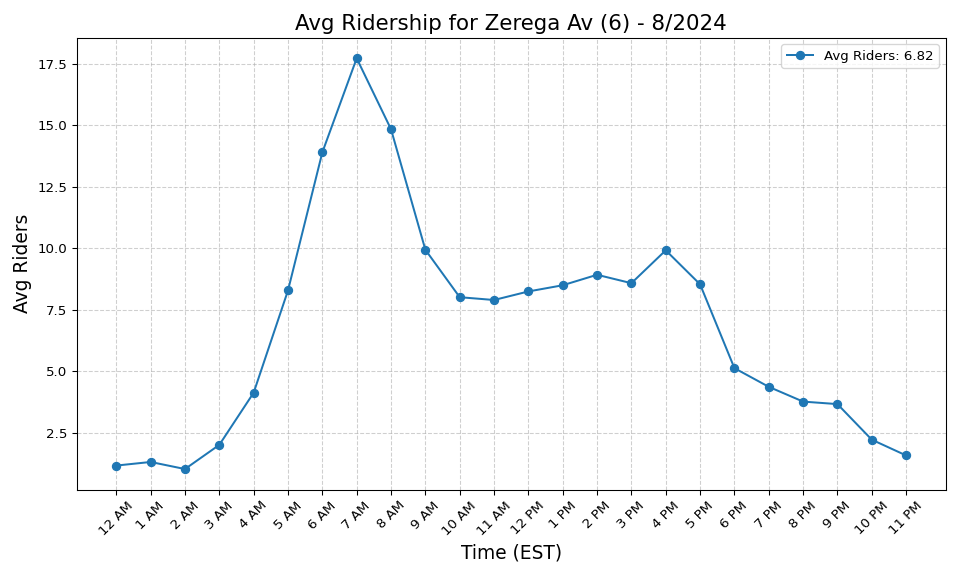 Avg Ridership for Zerega Av (6) - 8/2024
Avg Riders: 6.82
Avg Riders
17.5
15.0
12.5
10.0
7.5
5.0
2.5
12 AM
1 AM
2 AM
3 AM
4 AM
5 AM
6 AM
7 AM
8 AM
9 AM
10 AM
11 AM
12 PM
1 PM
2 PM
3 PM
4 PM
5 PM
6 PM
7 PM
8 PM
9 PM
10 PM
11 PM
Time (EST)